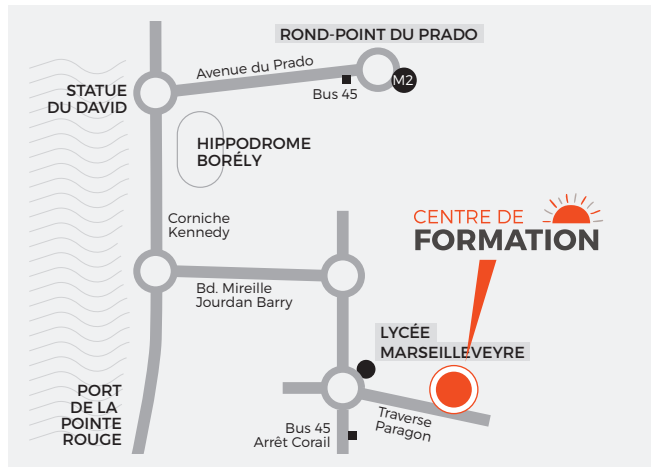 ROND-POINT DU PRADO
Avenue du Prado
M2
Bus 45
STATUE
DU DAVID
HIPPODROME
BORÉLY
Corniche
Kennedy
CENTRE DE
FORMATION
Bd. Mireille
Jourdan Barry
LYCÉE
MARSEILLEVEYRE
PORT
DE LA
POINTE
ROUGE
Traverse
Paragon
Bus 45
Arrêt Corail